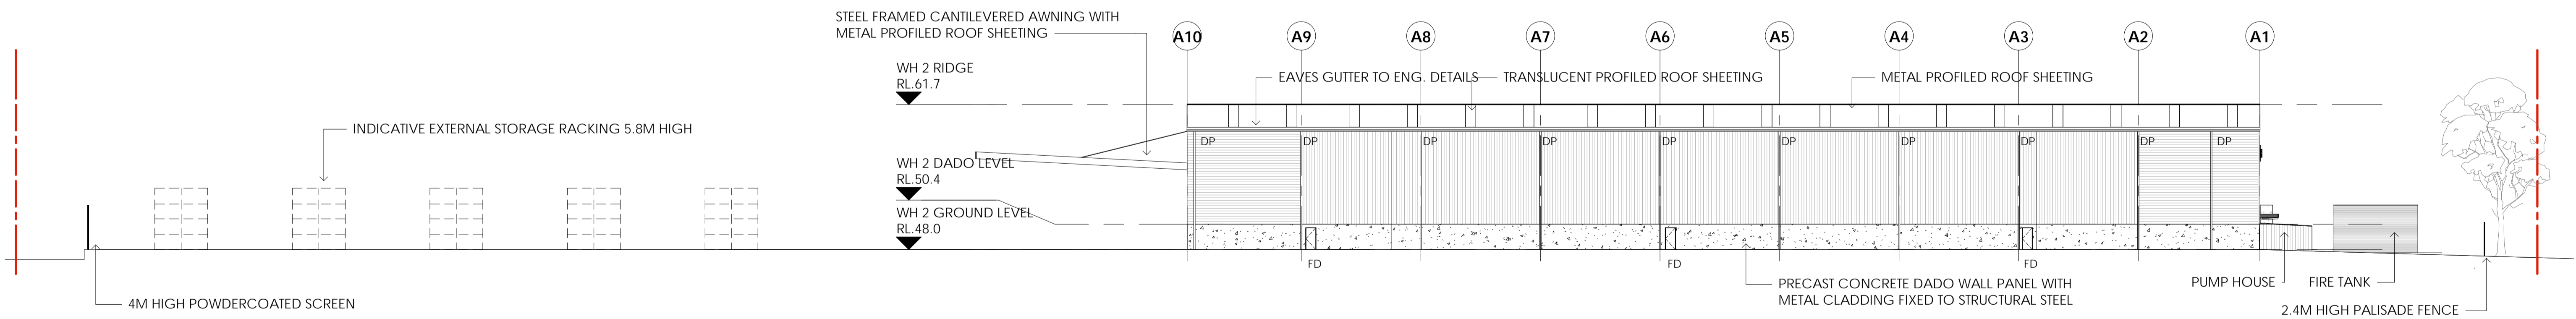 STEEL FRAMED CANTILEVERED AWNING WITH
METAL PROFILED ROOF SHEETING
A10
A9
A8
A7
A6
A5
A4
A3
A2
A1
WH 2 RIDGE
RL.61.7
EAVES GUTTER TO ENG. DETAILS
TRANSLUCENT PROFILED ROOF SHEETING
METAL PROFILED ROOF SHEETING
INDICATIVE EXTERNAL STORAGE RACKING 5.8M HIGH
DP
DP
DP
DP
DP
DP
DP
DP
DP
DP
WH 2 DADO LEVEL
RL.50.4
WH 2 GROUND LEVEL
RL.48.0
FD
FD
FD
4M HIGH POWDERCOATED SCREEN
PRECAST CONCRETE DADO WALL PANEL WITH
METAL CLADDING FIXED TO STRUCTURAL STEEL
PUMP HOUSE
FIRE TANK
2.4M HIGH PALISADE FENCE